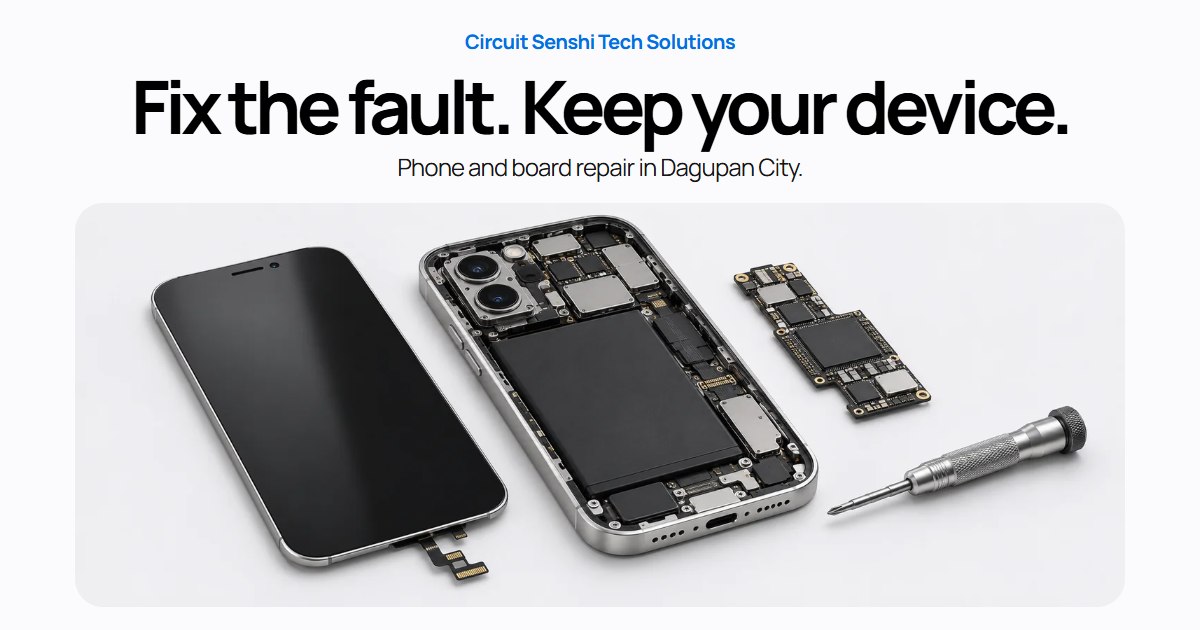 Circuit Senshi Tech Solutions
Fix the fault. Keep your device.
Phone and board repair in Dagupan City.